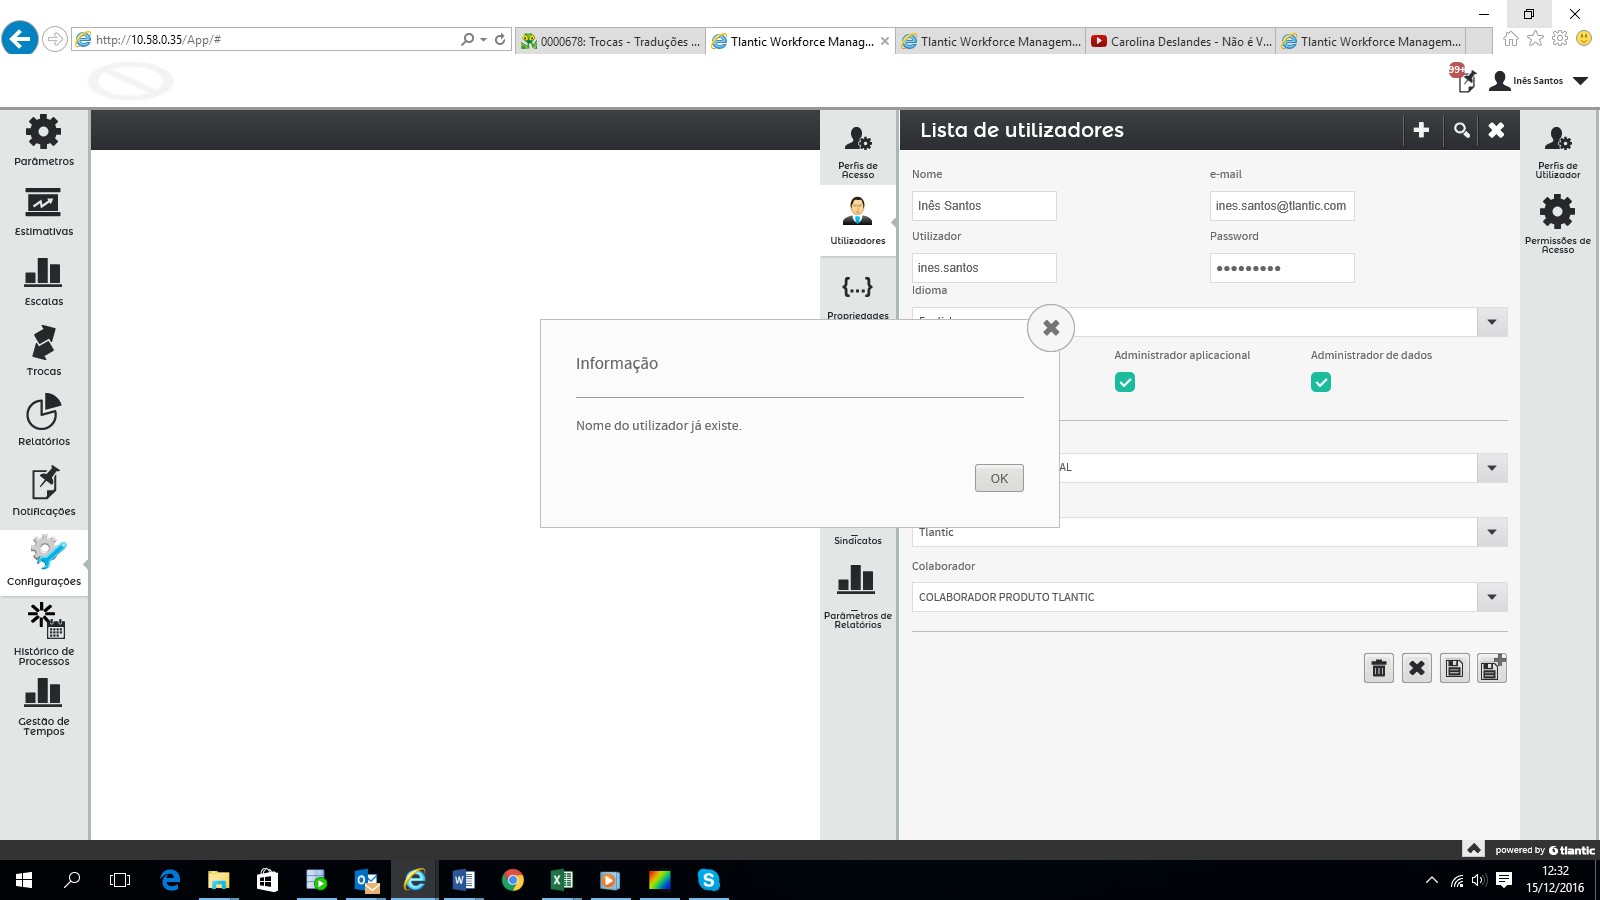 http://10.58.0.35/App/#
0000678: Trocas - Traduções ...
Tlantic Workforce Manag...
Tlantic Workforce Managem...
Carolina Deslandes - Não é V...
Tlantic Workforce Managem...
99+
Inês Santos
Parâmetros
Estimativas
Escalas
Trocas
Relatórios
Notificações
Configurações
Histórico de
Processos
Gestão de
Tempos
Perfis de
Acesso
Utilizadores
{...}
Propriedades
Sindicatos
Parâmetros de
Relatórios
Lista de utilizadores
Nome
e-mail
Inês Santos
ines.santos@tlantic.com
Utilizador
Password
ines.santos
Idioma
Administrador aplicacional
Administrador de dados
AL
Tlantic
Colaborador
COLABORADOR PRODUTO TLANTIC
Informação
Nome do utilizador já existe.
OK
Perfis de
Utilizador
Permissões de
Acesso
powered by tlantic
12:32
15/12/2016